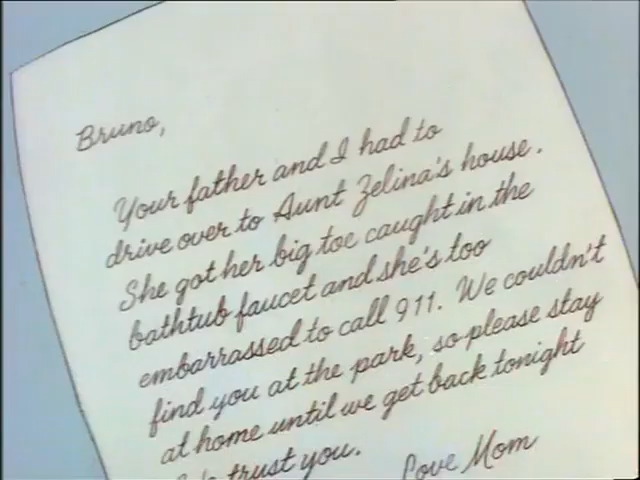 Bruno,
Your father and I had to
drive over to Aunt Zelina's house.
She got her big toe caught in the
bathtub faucet and she's too
embarrassed to call 911. We couldn't
find you at the park, so please stay
at home until we get back tonight
trust you.
Love Mom